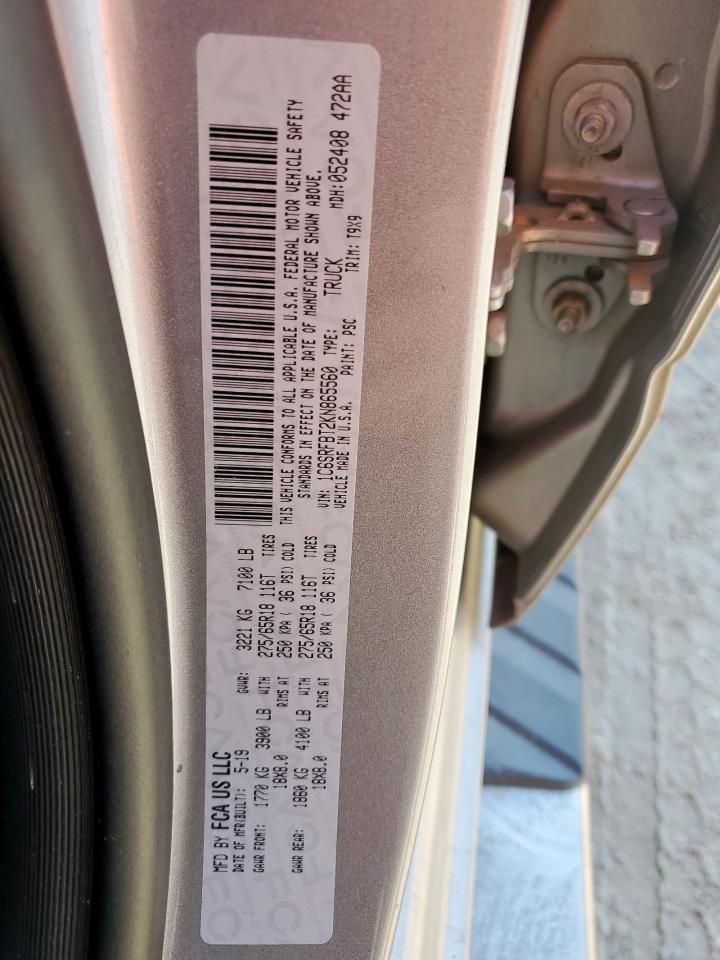 MFD BY FCA US LLC
DATE OF MFR(BUILT): 5-19 GVWR: 3221 KG 7100 LB
GAWR FRONT: 1770 KG 3900 LB WITH 275/65R18 116T TIRES
18X8.0 RIMS AT 250 KPA ( 36 PSI) COLD
GAWR REAR: 1860 KG 4100 LB WITH 275/65R18 116T TIRES
18X8.0 RIMS AT 250 KPA ( 36 PSI) COLD
THIS VEHICLE CONFORMS TO ALL APPLICABLE U.S.A. FEDERAL MOTOR VEHICLE SAFETY
STANDARDS IN EFFECT ON THE DATE OF MANUFACTURE SHOWN ABOVE.
VIN: 1C6SRFBT2KN865560 TYPE: TRUCK MDH:052408 472AA
VEHICLE MADE IN U.S.A. PAINT: PSC TRIM: T9X9